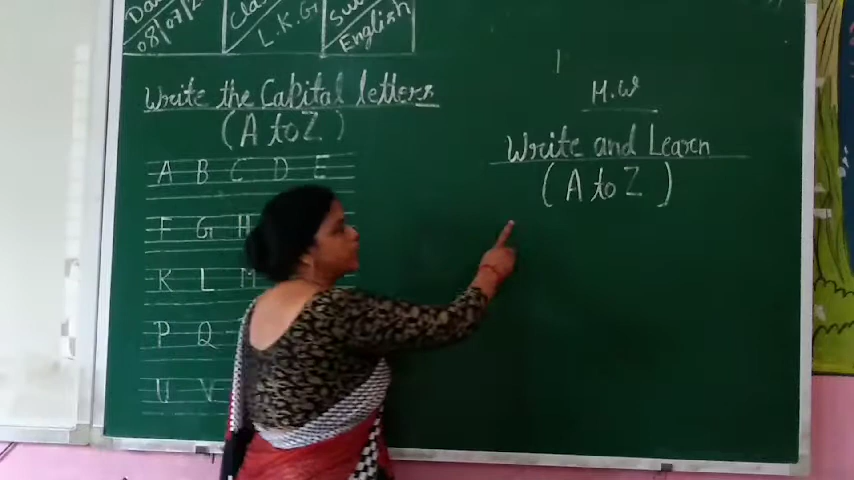 08/07/2
L.K.G
English
Write the Capital letters
(A to Z)
A B C D E
F G H
K L M
P Q
U V
H.W
Write and Learn
(A to Z)